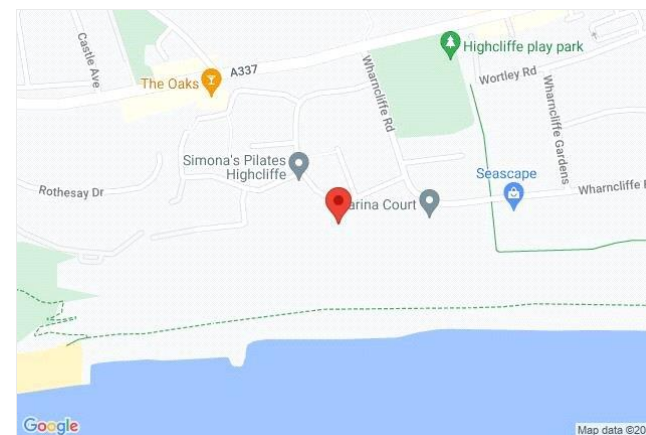 Castle Ave
The Oaks
A337
Highcliffe play park
Wortley Rd
Wharncliffe Rd
Wharncliffe Gardens
Simona's Pilates
Highcliffe
Seascape
Rothesay Dr
arina Court
Wharncliffe
Google
Map data ©20